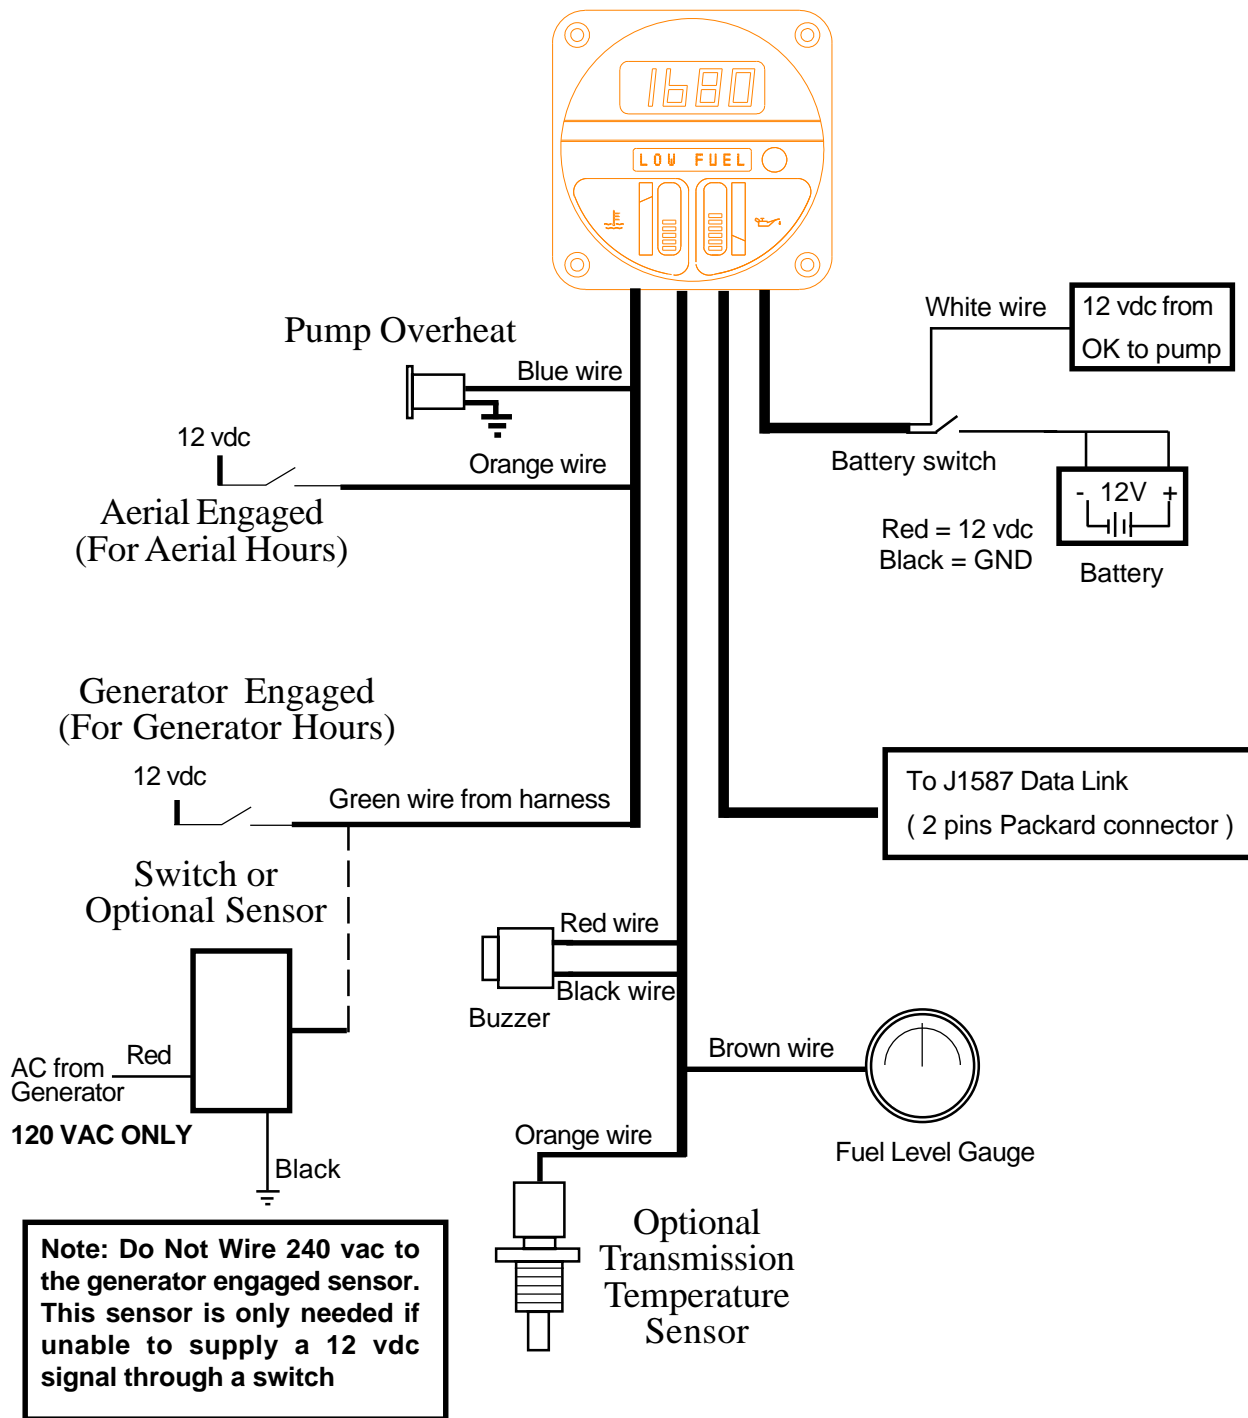 1680
LOW FUEL
White wire
12 vdc from
OK to pump
Pump Overheat
Blue wire
12 vdc
Orange wire
Aerial Engaged
(For Aerial Hours)
Battery switch
- 12V +
Red = 12 vdc
Black = GND
Battery
Generator Engaged
(For Generator Hours)
12 vdc
Green wire from harness
To J1587 Data Link
( 2 pins Packard connector )
Switch or
Optional Sensor
Red wire
Black wire
Buzzer
Brown wire
Fuel Level Gauge
Red
AC from
Generator
120 VAC ONLY
Black
Orange wire
Optional
Transmission
Temperature
Sensor
Note: Do Not Wire 240 vac to
the generator engaged sensor.
This sensor is only needed if
unable to supply a 12 vdc
signal through a switch